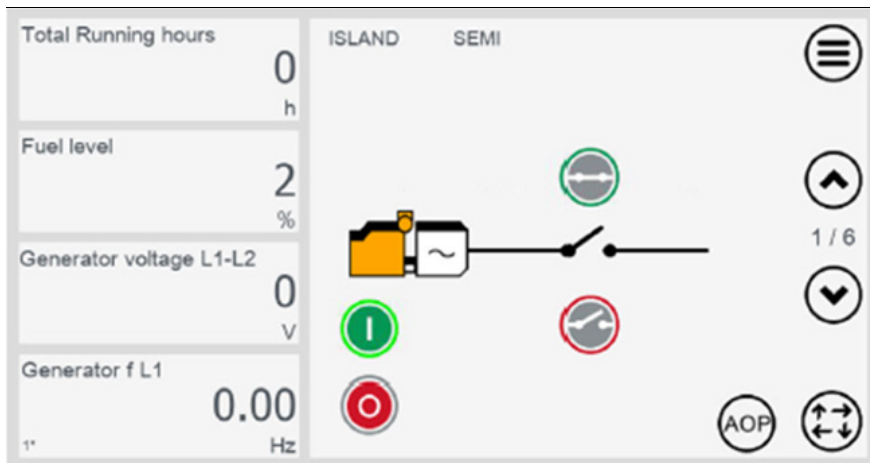 Total Running hours
0
h
Fuel level
2
%
Generator voltage L1-L2
0
V
Generator f L1
0.00
1*
Hz
ISLAND SEMI
1 / 6
I
O
AOP